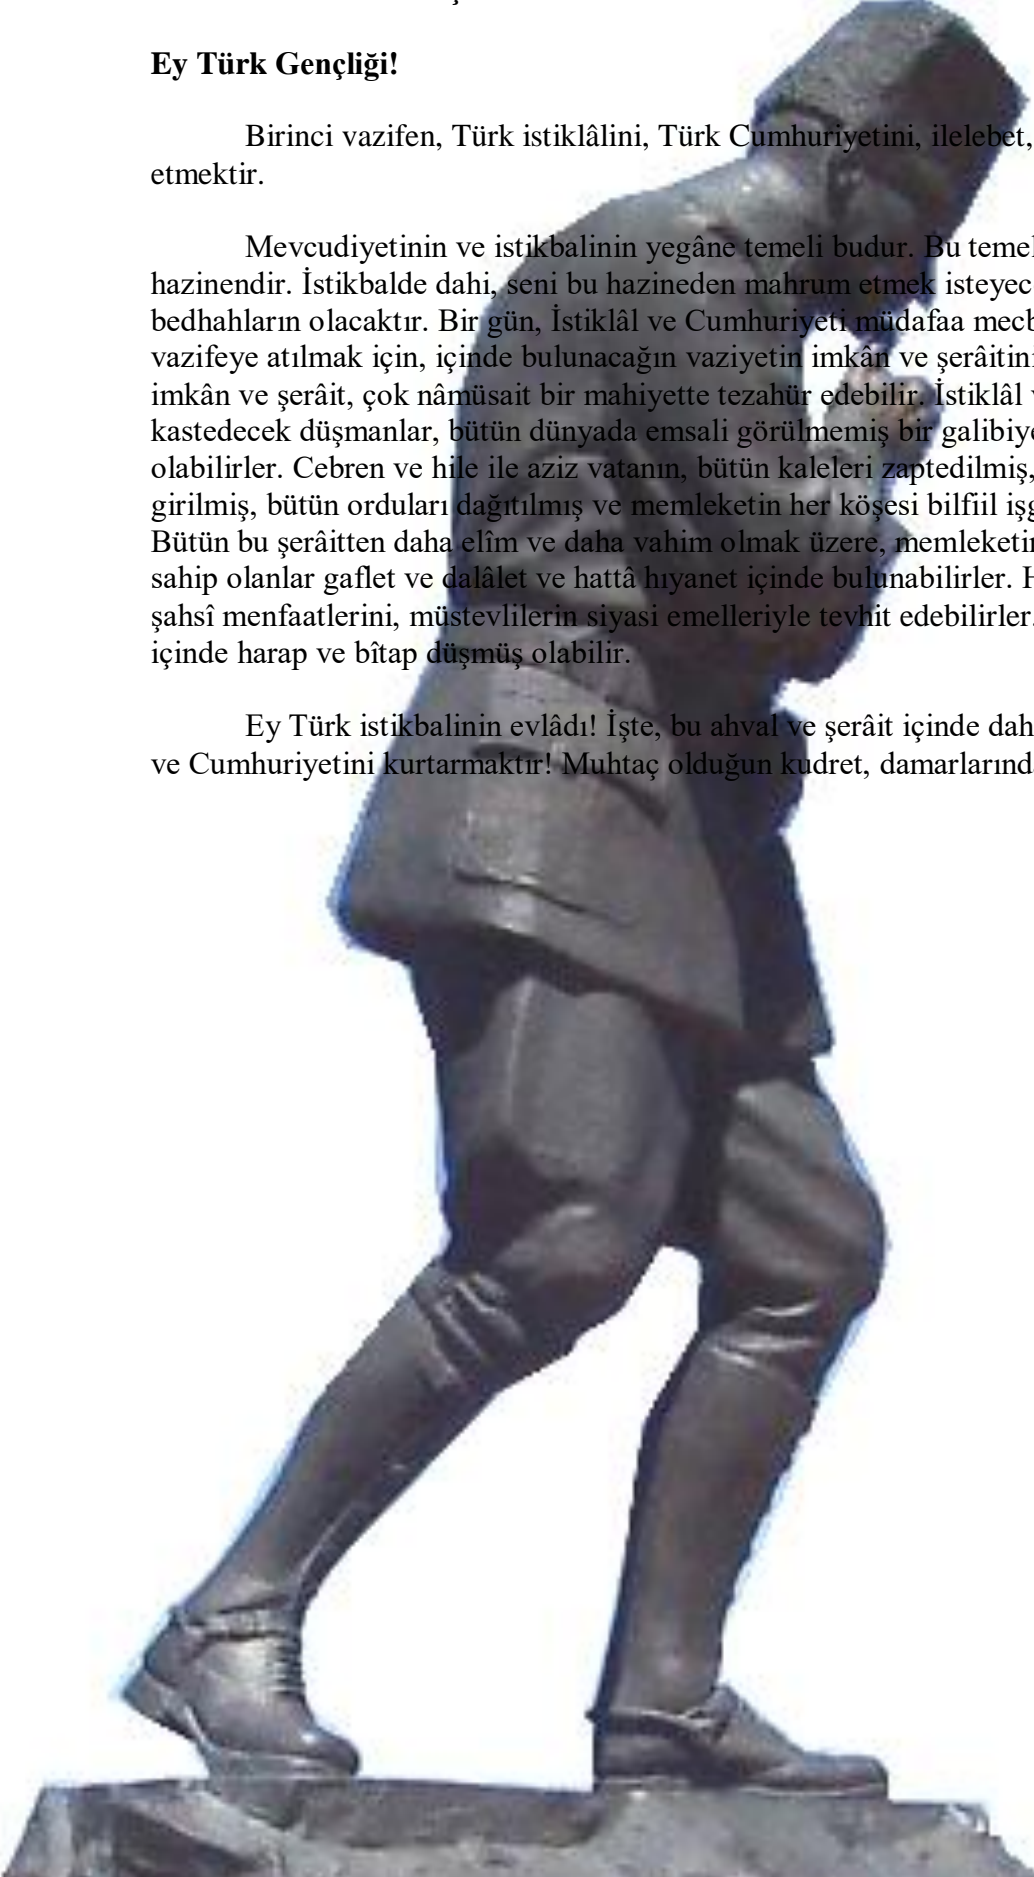 Ey Türk Gençliği!
Birinci vazifen, Türk istiklâlini, Türk Cumhuriyetini, ilelebet,
etmektir.
Mevcudiyetinin ve istikbalinin yegâne temeli budur. Bu temel
hazinendir. İstikbalde dahi, seni bu hazineden mahrum etmek isteyec
bedhahların olacaktır. Bir gün, İstiklâl ve Cumhuriyeti müdafaa mecb
vazifeye atılmak için, içinde bulunacağın vaziyetin imkân ve şerâitini
imkân ve şerâit, çok nâmüsait bir mahiyette tezahür edebilir. İstiklâl v
kastedecek düşmanlar, bütün dünyada emsali görülmemiş bir galibiye
olabilirler. Cebren ve hile ile aziz vatanın, bütün kaleleri zaptedilmiş,
girilmiş, bütün orduları dağıtılmış ve memleketin her köşesi bilfiil işg
Bütün bu şerâitten daha elîm ve daha vahim olmak üzere, memleketin
sahip olanlar gaflet ve dalâlet ve hattâ hıyanet içinde bulunabilirler. H
şahsî menfaatlerini, müstevlilerin siyasi emelleriyle tevhit edebilirler.
içinde harap ve bîtap düşmüş olabilir.
Ey Türk istikbalinin evlâdı! İşte, bu ahval ve şerâit içinde dah
ve Cumhuriyetini kurtarmaktır! Muhtaç olduğun kudret, damarlarında